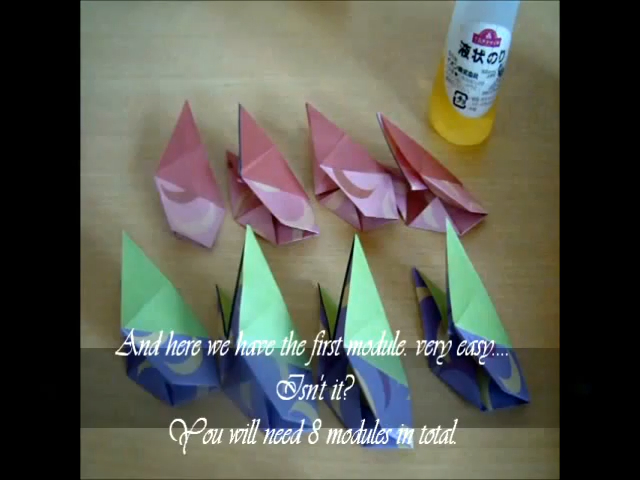 液状のり
And here we have the first module. very easy....
Isn't it?
You will need 8 modules in total.